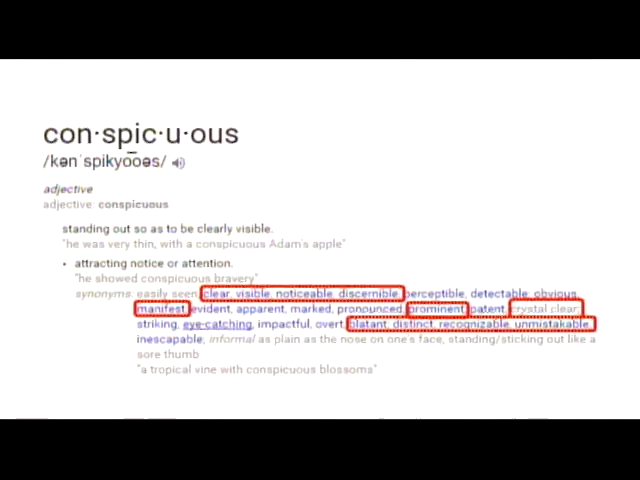 con·spic·u·ous
/kənˈspikyo͞oəs/
adjective
adjective: conspicuous
standing out so as to be clearly visible.
"he was very thin, with a conspicuous Adam's apple"
• attracting notice or attention.
"he showed conspicuous bravery"
synonyms: easily seen, clear, visible, noticeable, discernible, perceptible, detectable, obvious,
manifest, evident, apparent, marked, pronounced, prominent, patent, crystal clear;
striking, eye-catching, impactful, overt, blatant, distinct, recognizable, unmistakable,
inescapable; informal as plain as the nose on one's face, standing/sticking out like a
sore thumb
"a tropical vine with conspicuous blossoms"